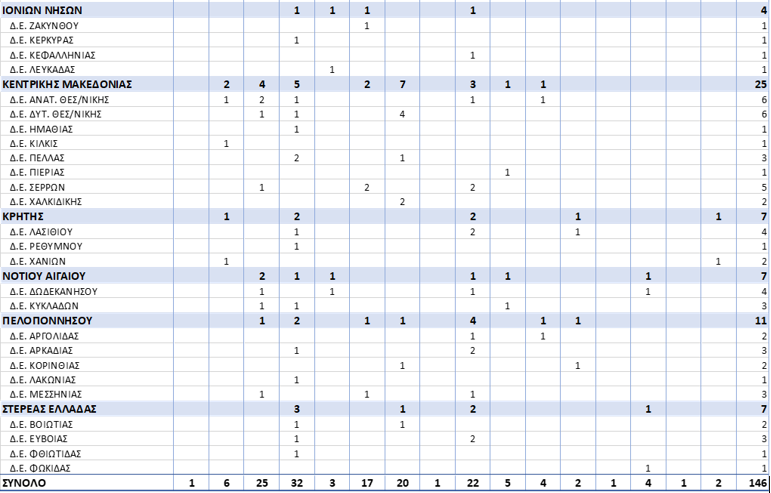 ΙΟΝΙΩΝ ΝΗΣΩΝ 1 1 1 1 4
Δ.Ε. ΖΑΚΥΝΘΟΥ 1 1
Δ.Ε. ΚΕΡΚΥΡΑΣ 1 1
Δ.Ε. ΚΕΦΑΛΛΗΝΙΑΣ 1 1
Δ.Ε. ΛΕΥΚΑΔΑΣ 1 1
ΚΕΝΤΡΙΚΗΣ ΜΑΚΕΔΟΝΙΑΣ 2 4 5 2 7 3 1 1 25
Δ.Ε. ΑΝΑΤ. ΘΕΣ/ΝΙΚΗΣ 1 2 1 1 1 6
Δ.Ε. ΔΥΤ. ΘΕΣ/ΝΙΚΗΣ 1 1 4 6
Δ.Ε. ΗΜΑΘΙΑΣ 1 1
Δ.Ε. ΚΙΛΚΙΣ 1 1
Δ.Ε. ΠΕΛΛΑΣ 2 1 3
Δ.Ε. ΠΙΕΡΙΑΣ 1 1
Δ.Ε. ΣΕΡΡΩΝ 1 2 2 5
Δ.Ε. ΧΑΛΚΙΔΙΚΗΣ 2 2
ΚΡΗΤΗΣ 1 2 2 1 1 7
Δ.Ε. ΛΑΣΙΘΙΟΥ 1 2 1 4
Δ.Ε. ΡΕΘΥΜΝΟΥ 1 1
Δ.Ε. ΧΑΝΙΩΝ 1 1 2
ΝΟΤΙΟΥ ΑΙΓΑΙΟΥ 2 1 1 1 1 1 7
Δ.Ε. ΔΩΔΕΚΑΝΗΣΟΥ 1 1 1 1 4
Δ.Ε. ΚΥΚΛΑΔΩΝ 1 1 1 3
ΠΕΛΟΠΟΝΝΗΣΟΥ 1 2 1 1 4 1 1 11
Δ.Ε. ΑΡΓΟΛΙΔΑΣ 1 1 2
Δ.Ε. ΑΡΚΑΔΙΑΣ 1 2 3
Δ.Ε. ΚΟΡΙΝΘΙΑΣ 1 1 2
Δ.Ε. ΛΑΚΩΝΙΑΣ 1 1
Δ.Ε. ΜΕΣΣΗΝΙΑΣ 1 1 1 3
ΣΤΕΡΕΑΣ ΕΛΛΑΔΑΣ 3 1 2 1 7
Δ.Ε. ΒΟΙΩΤΙΑΣ 1 1 2
Δ.Ε. ΕΥΒΟΙΑΣ 1 2 3
Δ.Ε. ΦΘΙΩΤΙΔΑΣ 1 1
Δ.Ε. ΦΩΚΙΔΑΣ 1 1
ΣΥΝΟΛΟ 1 6 25 32 3 17 20 1 22 5 4 2 1 4 1 2 146